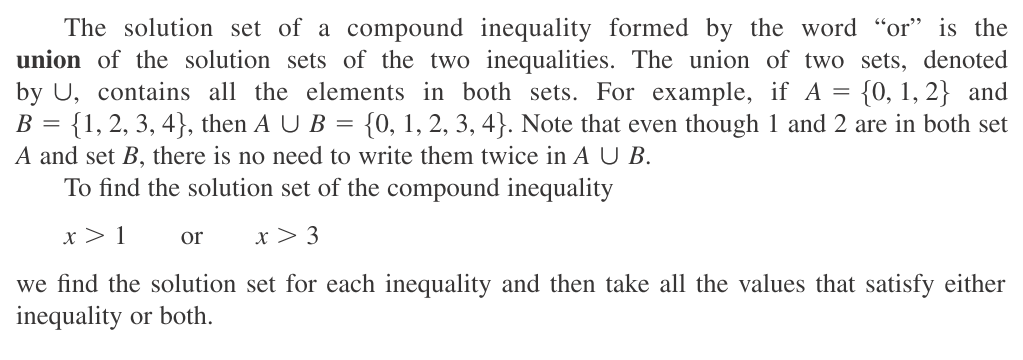 The solution set of a compound inequality formed by the word “or” is the
union of the solution sets of the two inequalities. The union of two sets, denoted
by ∪, contains all the elements in both sets. For example, if A = {0, 1, 2} and
B = {1, 2, 3, 4}, then A ∪ B = {0, 1, 2, 3, 4}. Note that even though 1 and 2 are in both set
A and set B, there is no need to write them twice in A ∪ B.
To find the solution set of the compound inequality
x > 1 or x > 3
we find the solution set for each inequality and then take all the values that satisfy either
inequality or both.